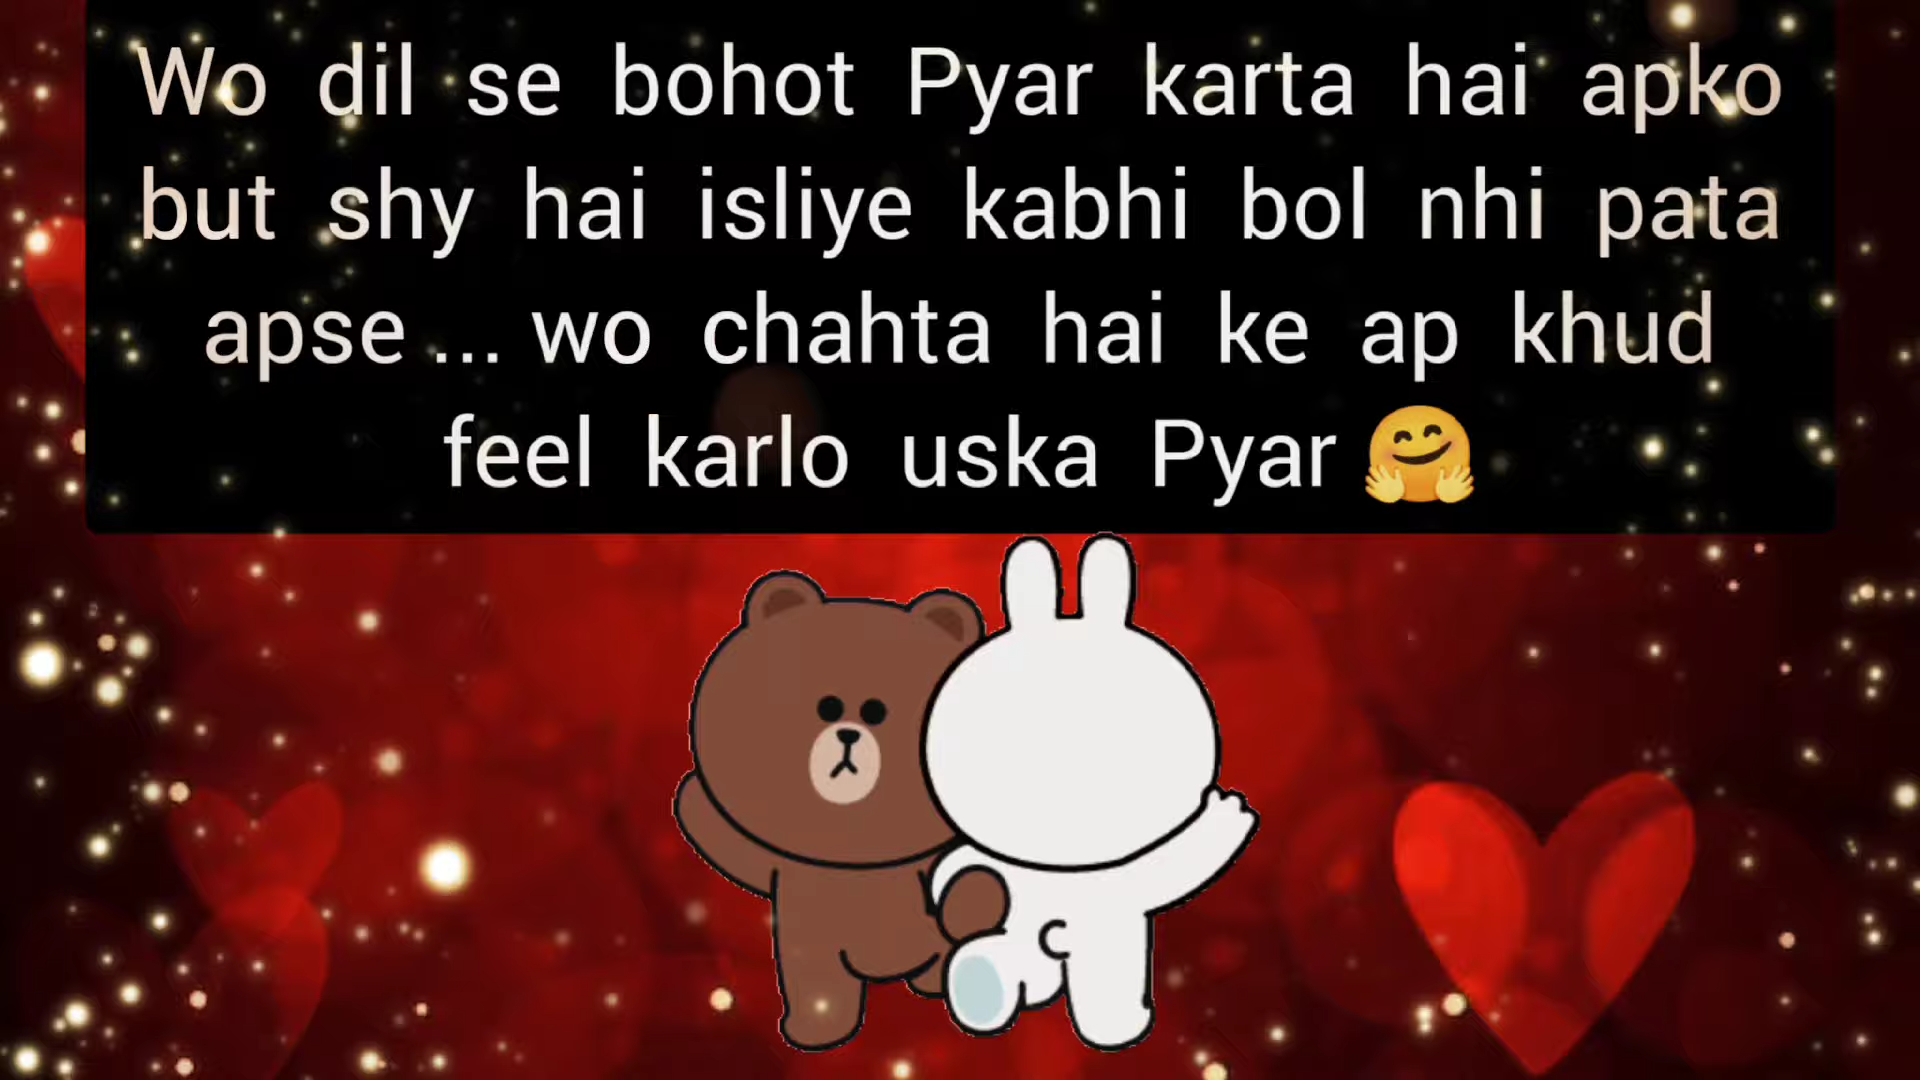 Wo dil se bohot Pyar karta hai apko
but shy hai isliye kabhi bol nhi pata
apse ... wo chahta hai ke ap khud
feel karlo uska Pyar 🤗